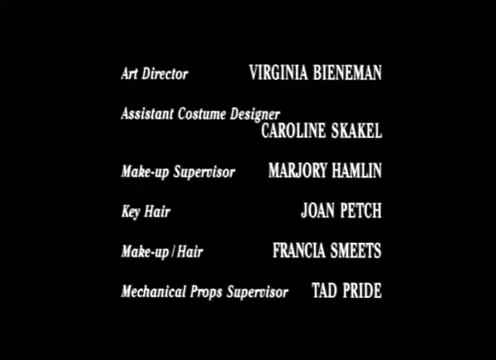 Art Director VIRGINIA BIENEMAN
Assistant Costume Designer
CAROLINE SKAKEL
Make-up Supervisor MARJORY HAMLIN
Key Hair JOAN PETCH
Make-up/Hair FRANCIA SMEETS
Mechanical Props Supervisor TAD PRIDE